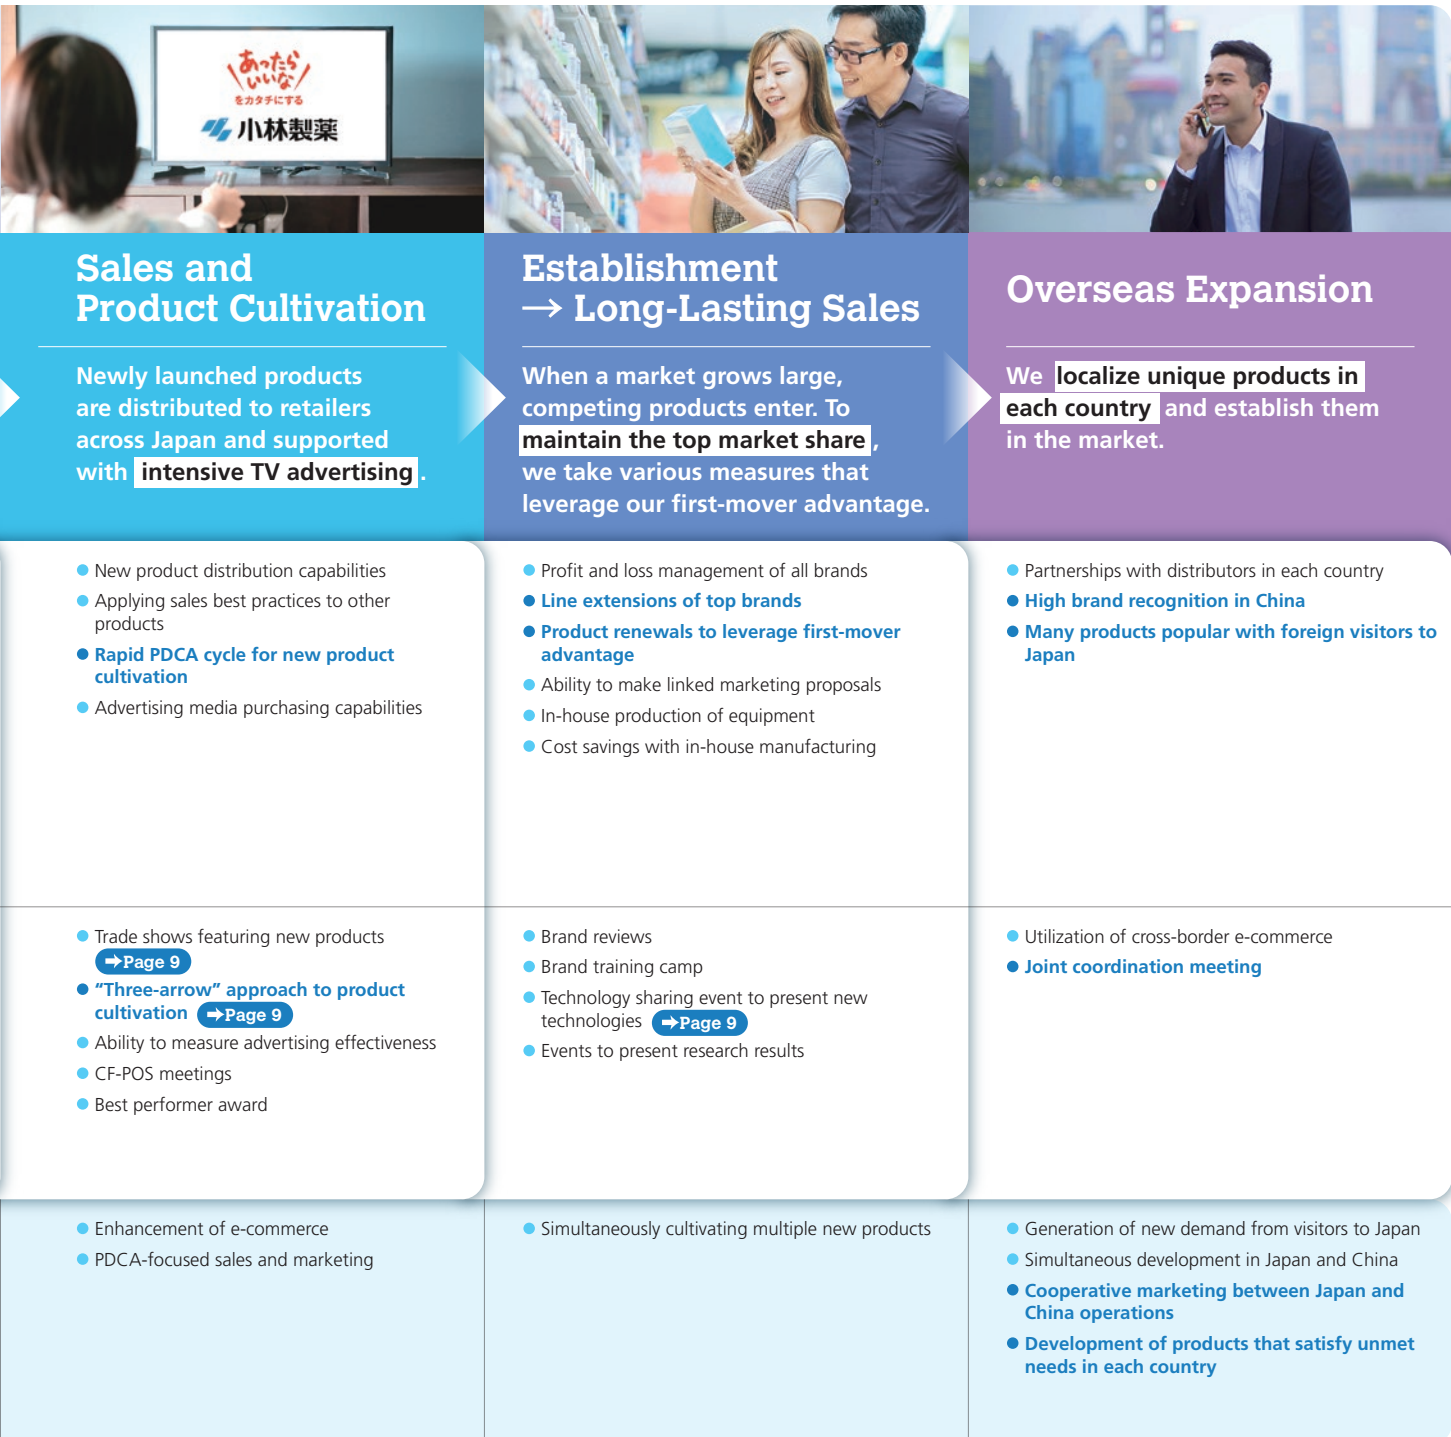 あったら
いいな
をカタチにする
小林製薬
Sales and
Product Cultivation
Newly launched products
are distributed to retailers
across Japan and supported
with intensive TV advertising.
Establishment
→ Long-Lasting Sales
When a market grows large,
competing products enter. To
maintain the top market share,
we take various measures that
leverage our first-mover advantage.
Overseas Expansion
We localize unique products in
each country and establish them
in the market.
● New product distribution capabilities
● Applying sales best practices to other
products
● Rapid PDCA cycle for new product
cultivation
● Advertising media purchasing capabilities
● Profit and loss management of all brands
● Line extensions of top brands
● Product renewals to leverage first-mover
advantage
● Ability to make linked marketing proposals
● In-house production of equipment
● Cost savings with in-house manufacturing
● Partnerships with distributors in each country
● High brand recognition in China
● Many products popular with foreign visitors to
Japan
● Trade shows featuring new products
➡Page 9
● “Three-arrow” approach to product
cultivation ➡Page 9
● Ability to measure advertising effectiveness
● CF-POS meetings
● Best performer award
● Brand reviews
● Brand training camp
● Technology sharing event to present new
technologies ➡Page 9
● Events to present research results
● Utilization of cross-border e-commerce
● Joint coordination meeting
● Enhancement of e-commerce
● PDCA-focused sales and marketing
● Simultaneously cultivating multiple new products
● Generation of new demand from visitors to Japan
● Simultaneous development in Japan and China
● Cooperative marketing between Japan and
China operations
● Development of products that satisfy unmet
needs in each country